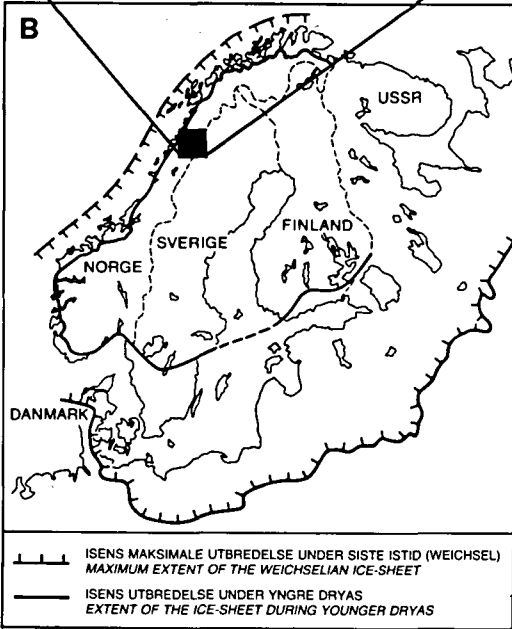 B
USSR
FINLAND
SVERIGE
NORGE
DANMARK
ISENS MAKSIMALE UTBREDELSE UNDER SISTE ISTID (WEICHSEL)
MAXIMUM EXTENT OF THE WEICHSELIAN ICE-SHEET
ISENS UTBREDELSE UNDER YNGRE DRYAS
EXTENT OF THE ICE-SHEET DURING YOUNGER DRYAS